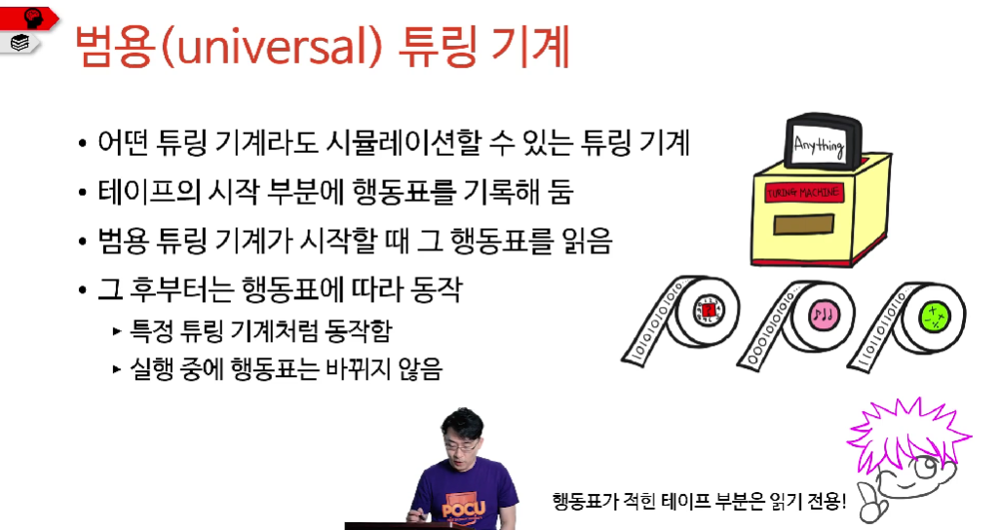 범용(universal) 튜링 기계
• 어떤 튜링 기계라도 시뮬레이션할 수 있는 튜링 기계
• 테이프의 시작 부분에 행동표를 기록해 둠
• 범용 튜링 기계가 시작할 때 그 행동표를 읽음
• 그 후부터는 행동표에 따라 동작
▸ 특정 튜링 기계처럼 동작함
▸ 실행 중에 행동표는 바뀌지 않음
Anything
TURING MACHINE
1010101010
0000101010
1101101010
POCU
행동표가 적힌 테이프 부분은 읽기 전용!